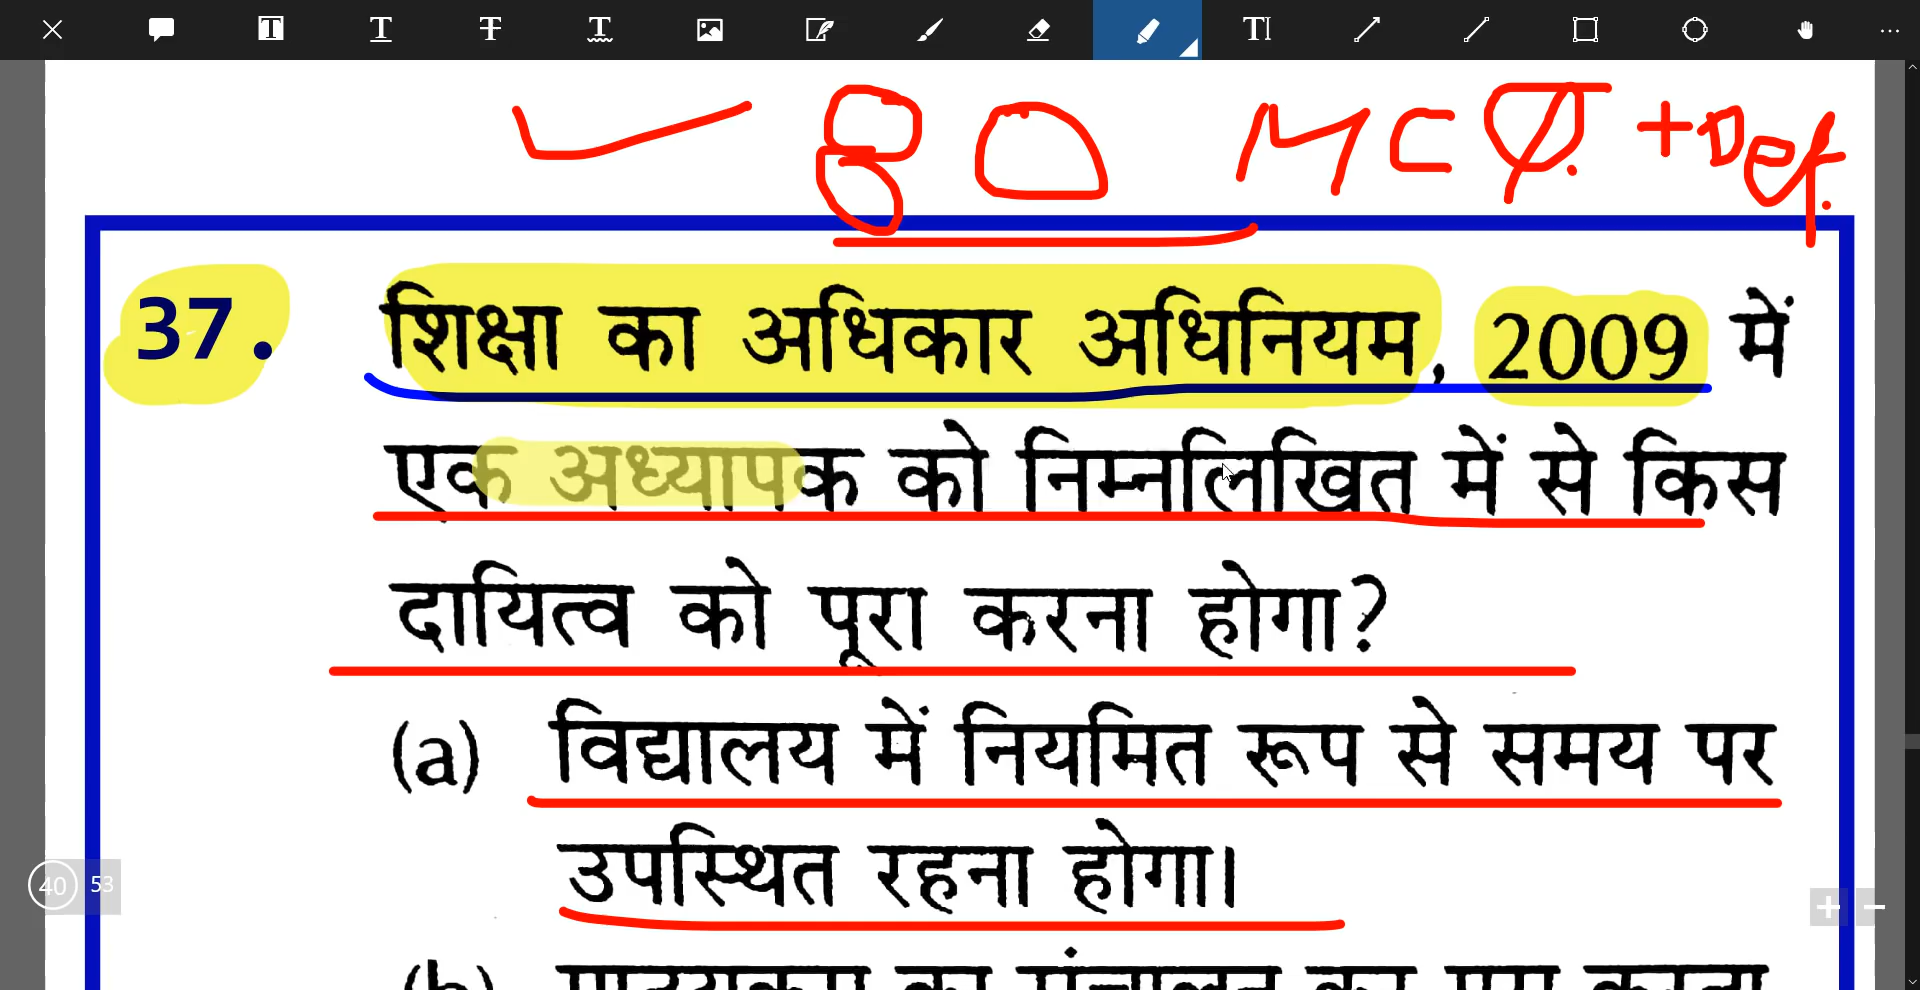 80 MCQ. + Def.
37. शिक्षा का अधिकार अधिनियम, 2009 में
एक अध्यापक को निम्नलिखित में से किस
दायित्व को पूरा करना होगा?
(a) विद्यालय में नियमित रूप से समय पर
उपस्थित रहना होगा।
40 53